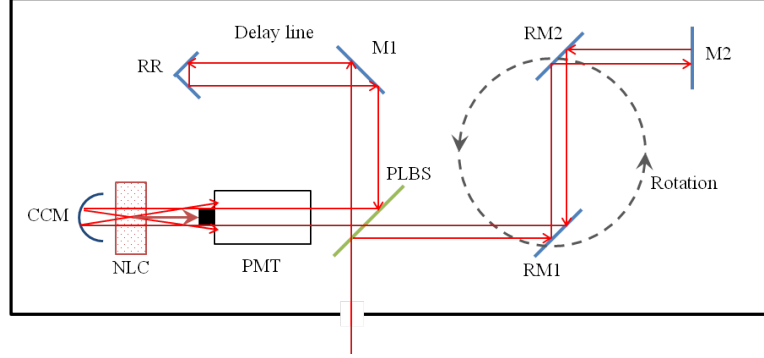 Delay line
M1
RM2
RR
M2
PLBS
Rotation
CCM
NLC
PMT
RM1